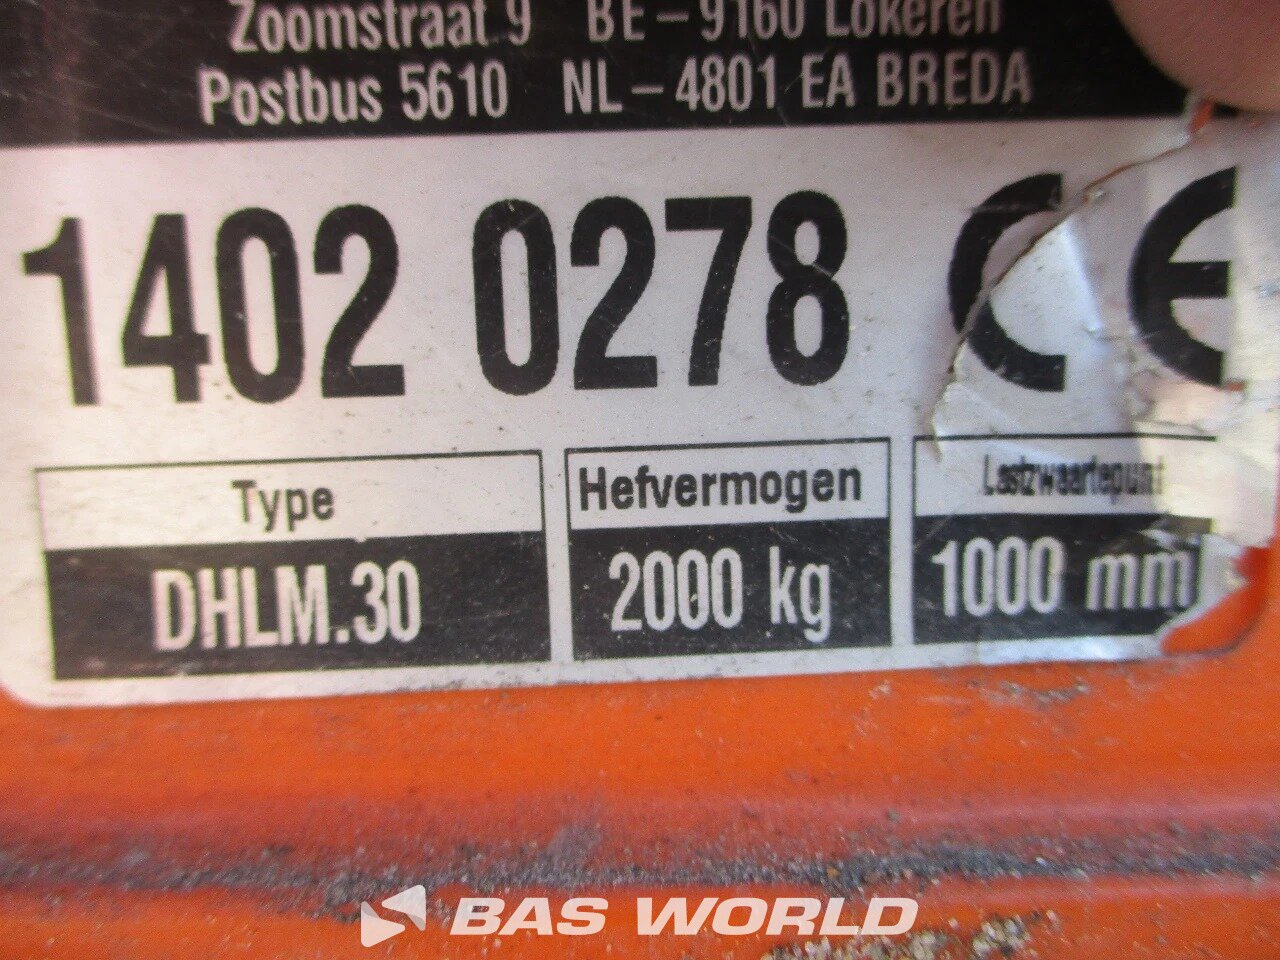 Zoomstraat 9 BE - 9160 Lokeren
Postbus 5610 NL - 4801 EA BREDA
1402 0278 CE
Type Hefvermogen Lastzwaartepunt
DHLM.30 2000 kg 1000 mm
BAS WORLD